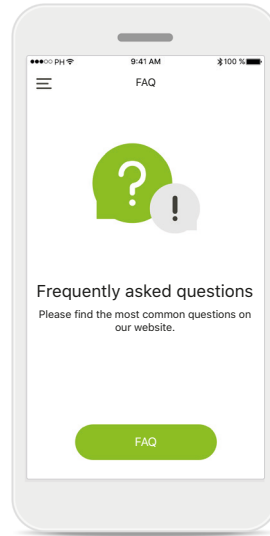 ●●●○○ PH 9:41 AM 100 %
FAQ
?
!
Frequently asked questions
Please find the most common questions on
our website.
FAQ